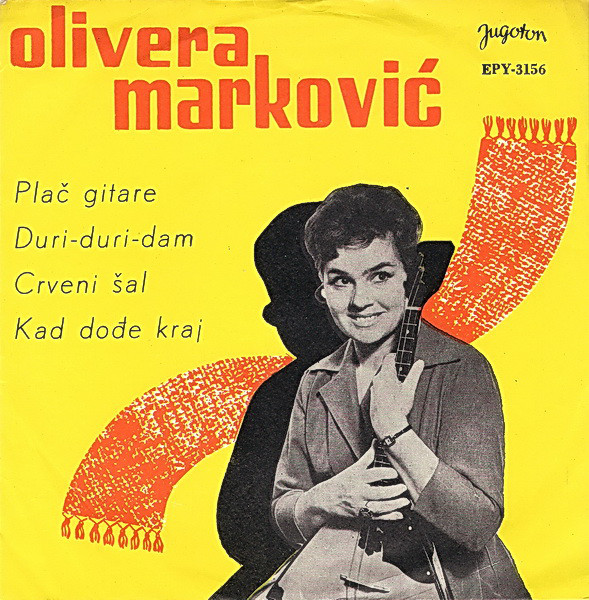 olivera
marković
Jugoton
EPY-3156
Plač gitare
Duri-duri-dam
Crveni šal
Kad dođe kraj